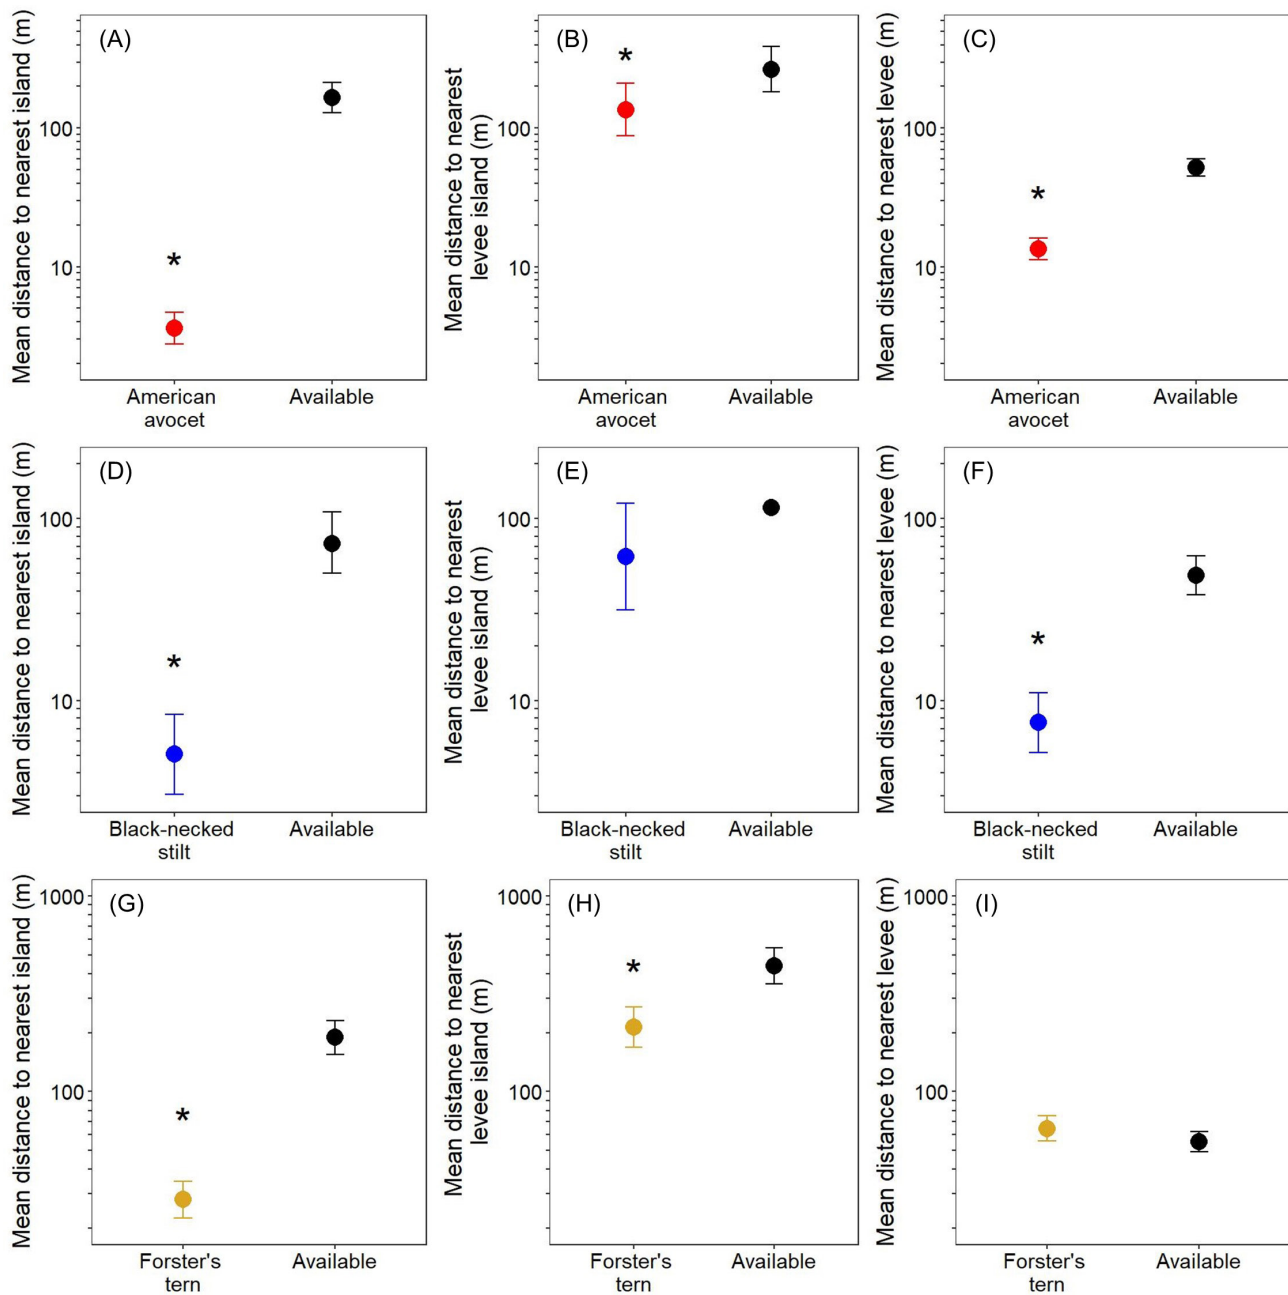 (A)
Mean distance to nearest island (m)
100
10
*
American
avocet
Available
(B)
Mean distance to nearest
levee island (m)
100
10
*
American
avocet
Available
(C)
Mean distance to nearest levee (m)
100
10
*
American
avocet
Available
(D)
Mean distance to nearest island (m)
100
10
*
Black-necked
stilt
Available
(E)
Mean distance to nearest
levee island (m)
100
10
Black-necked
stilt
Available
(F)
Mean distance to nearest levee (m)
100
10
*
Black-necked
stilt
Available
(G)
Mean distance to nearest island (m)
1000
100
*
Forster's
tern
Available
(H)
Mean distance to nearest
levee island (m)
1000
100
*
Forster's
tern
Available
(I)
Mean distance to nearest levee (m)
1000
100
Forster's
tern
Available